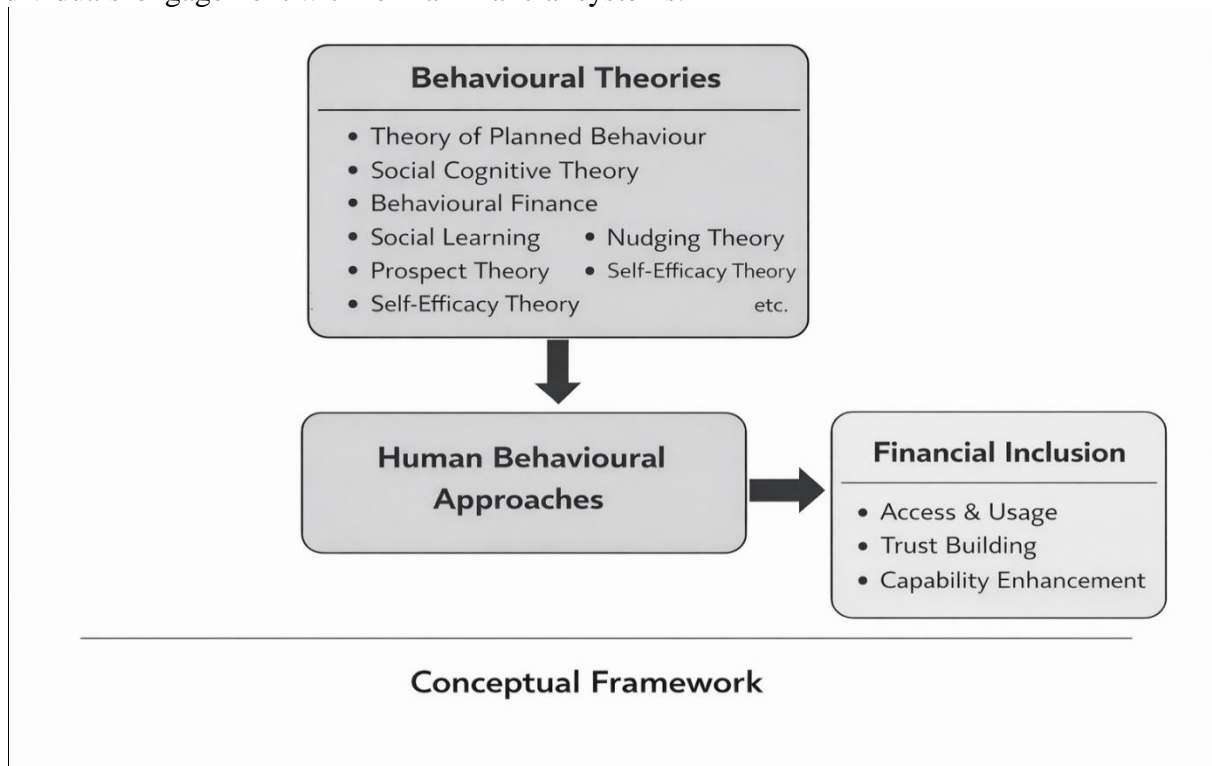 Behavioural Theories
• Theory of Planned Behaviour
• Social Cognitive Theory
• Behavioural Finance
• Social Learning • Nudging Theory
• Prospect Theory • Self-Efficacy Theory
• Self-Efficacy Theory etc.
Human Behavioural
Approaches
Financial Inclusion
• Access & Usage
• Trust Building
• Capability Enhancement
Conceptual Framework